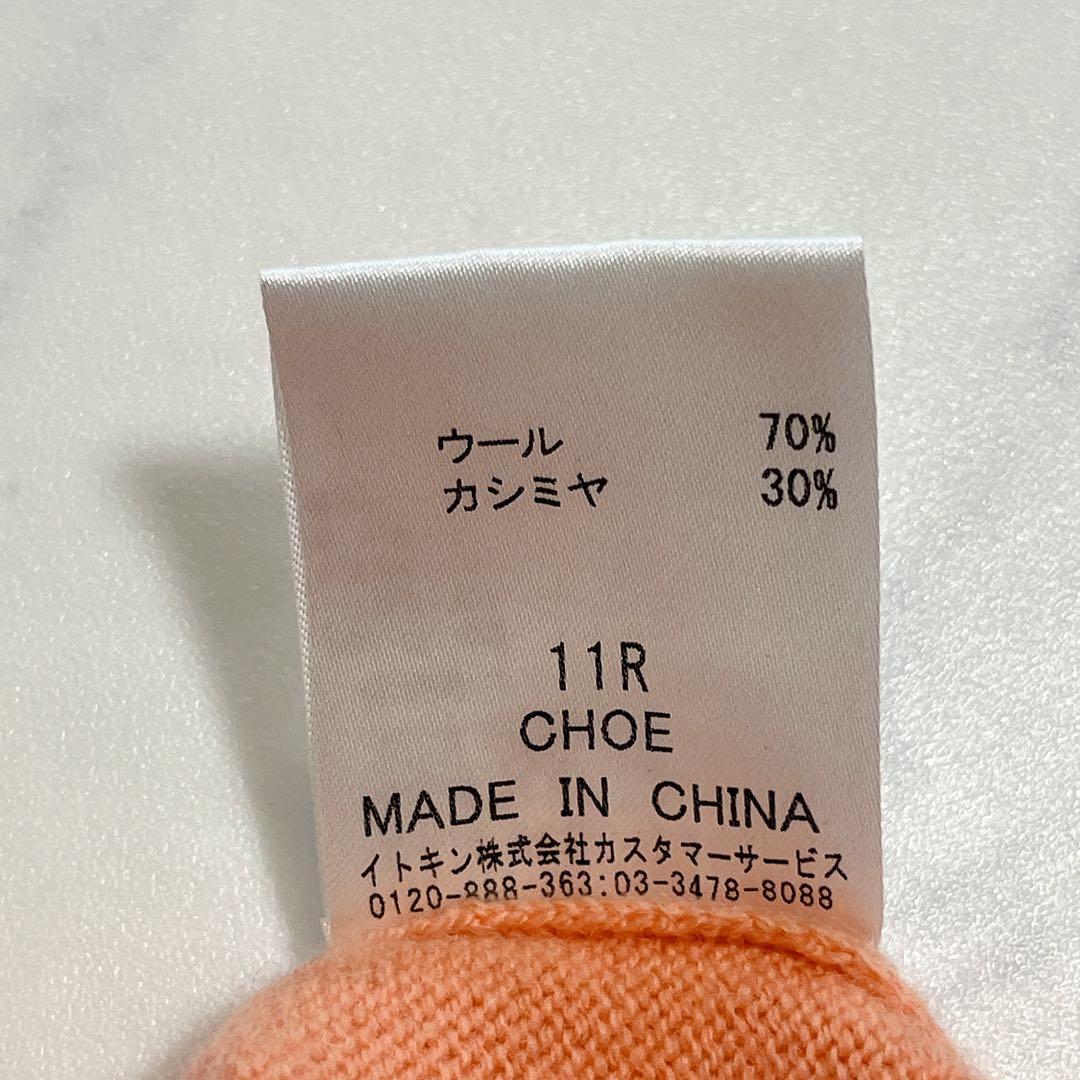 ウール 70%
カシミヤ 30%
11R
CHOE
MADE IN CHINA
イトキン株式会社カスタマーサービス
0120-888-363:03-3478-8088